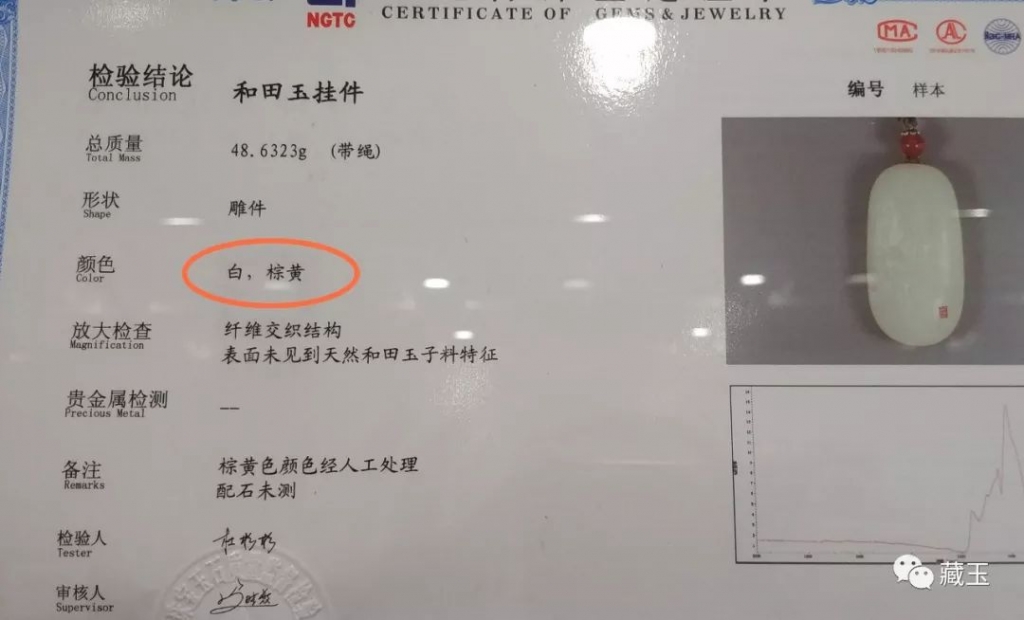 NGTC
CERTIFICATE OF GEMS & JEWELRY
MA
AL
检验结论
Conclusion
和田玉挂件
编号 样本
总质量
Total Mass
48.6323g (带绳)
形状
Shape
雕件
颜色
Color
白，棕黄
放大检查
Magnification
纤维交织结构
表面未见到天然和田玉子料特征
贵金属检测
Precious Metal
——
备注
Remarks
棕黄色颜色经人工处理
配石未测
检验人
Tester
审核人
Supervisor
藏玉